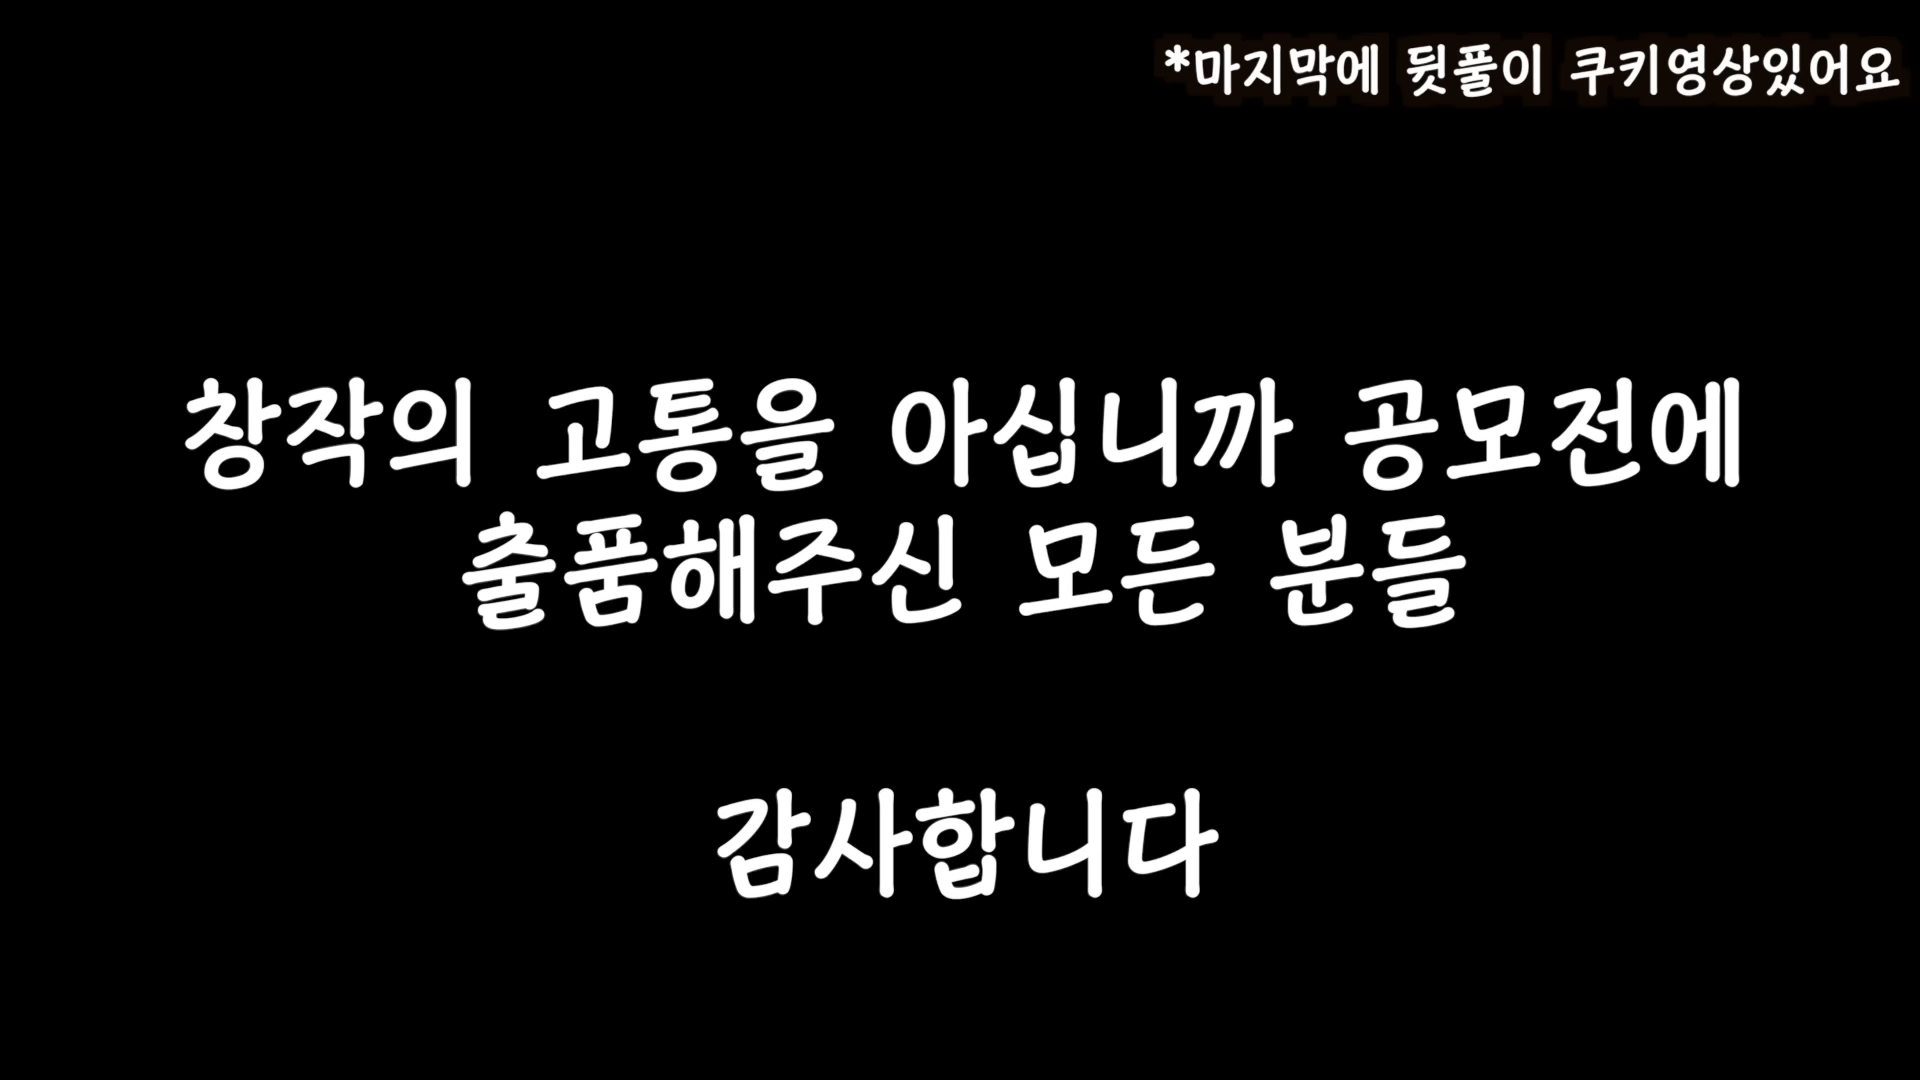 *마지막에 뒷풀이 쿠키영상있어요
창작의 고통을 아십니까 공모전에
출품해주신 모든 분들
감사합니다